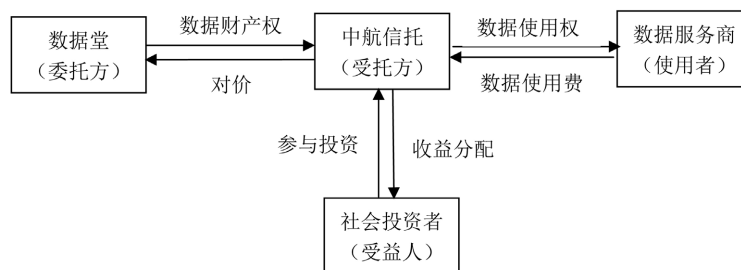 数据堂
（委托方）
数据财产权
对价
中航信托
（受托方）
数据使用权
数据使用费
数据服务商
（使用者）
参与投资
收益分配
社会投资者
（受益人）